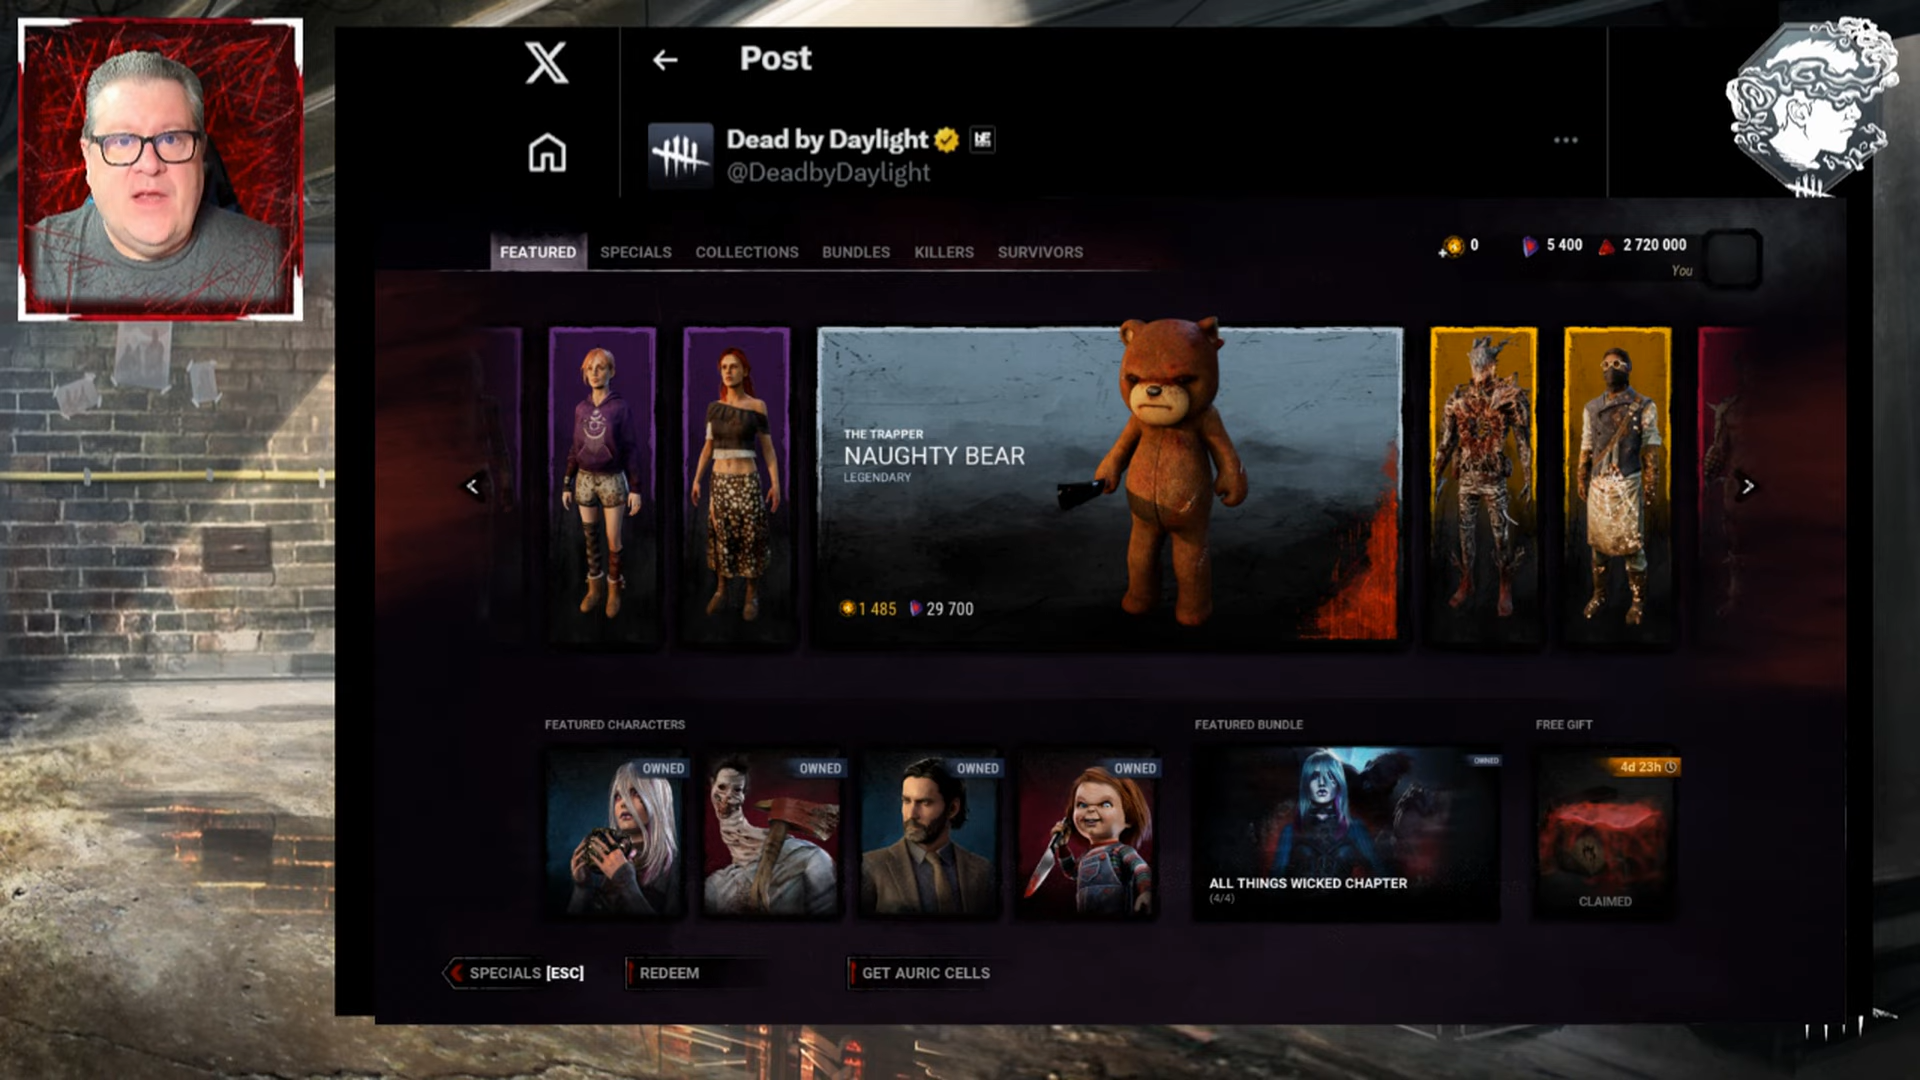 Post
Dead by Daylight
@DeadbyDaylight
FEATURED SPECIALS COLLECTIONS BUNDLES KILLERS SURVIVORS
0 5 400 2 720 000
You
THE TRAPPER
NAUGHTY BEAR
LEGENDARY
1 485 29 700
FEATURED CHARACTERS
FEATURED BUNDLE
FREE GIFT
OWNED
OWNED
OWNED
OWNED
OWNED
4d 23h
ALL THINGS WICKED CHAPTER
(4/4)
CLAIMED
SPECIALS [ESC]
REDEEM
GET AURIC CELLS